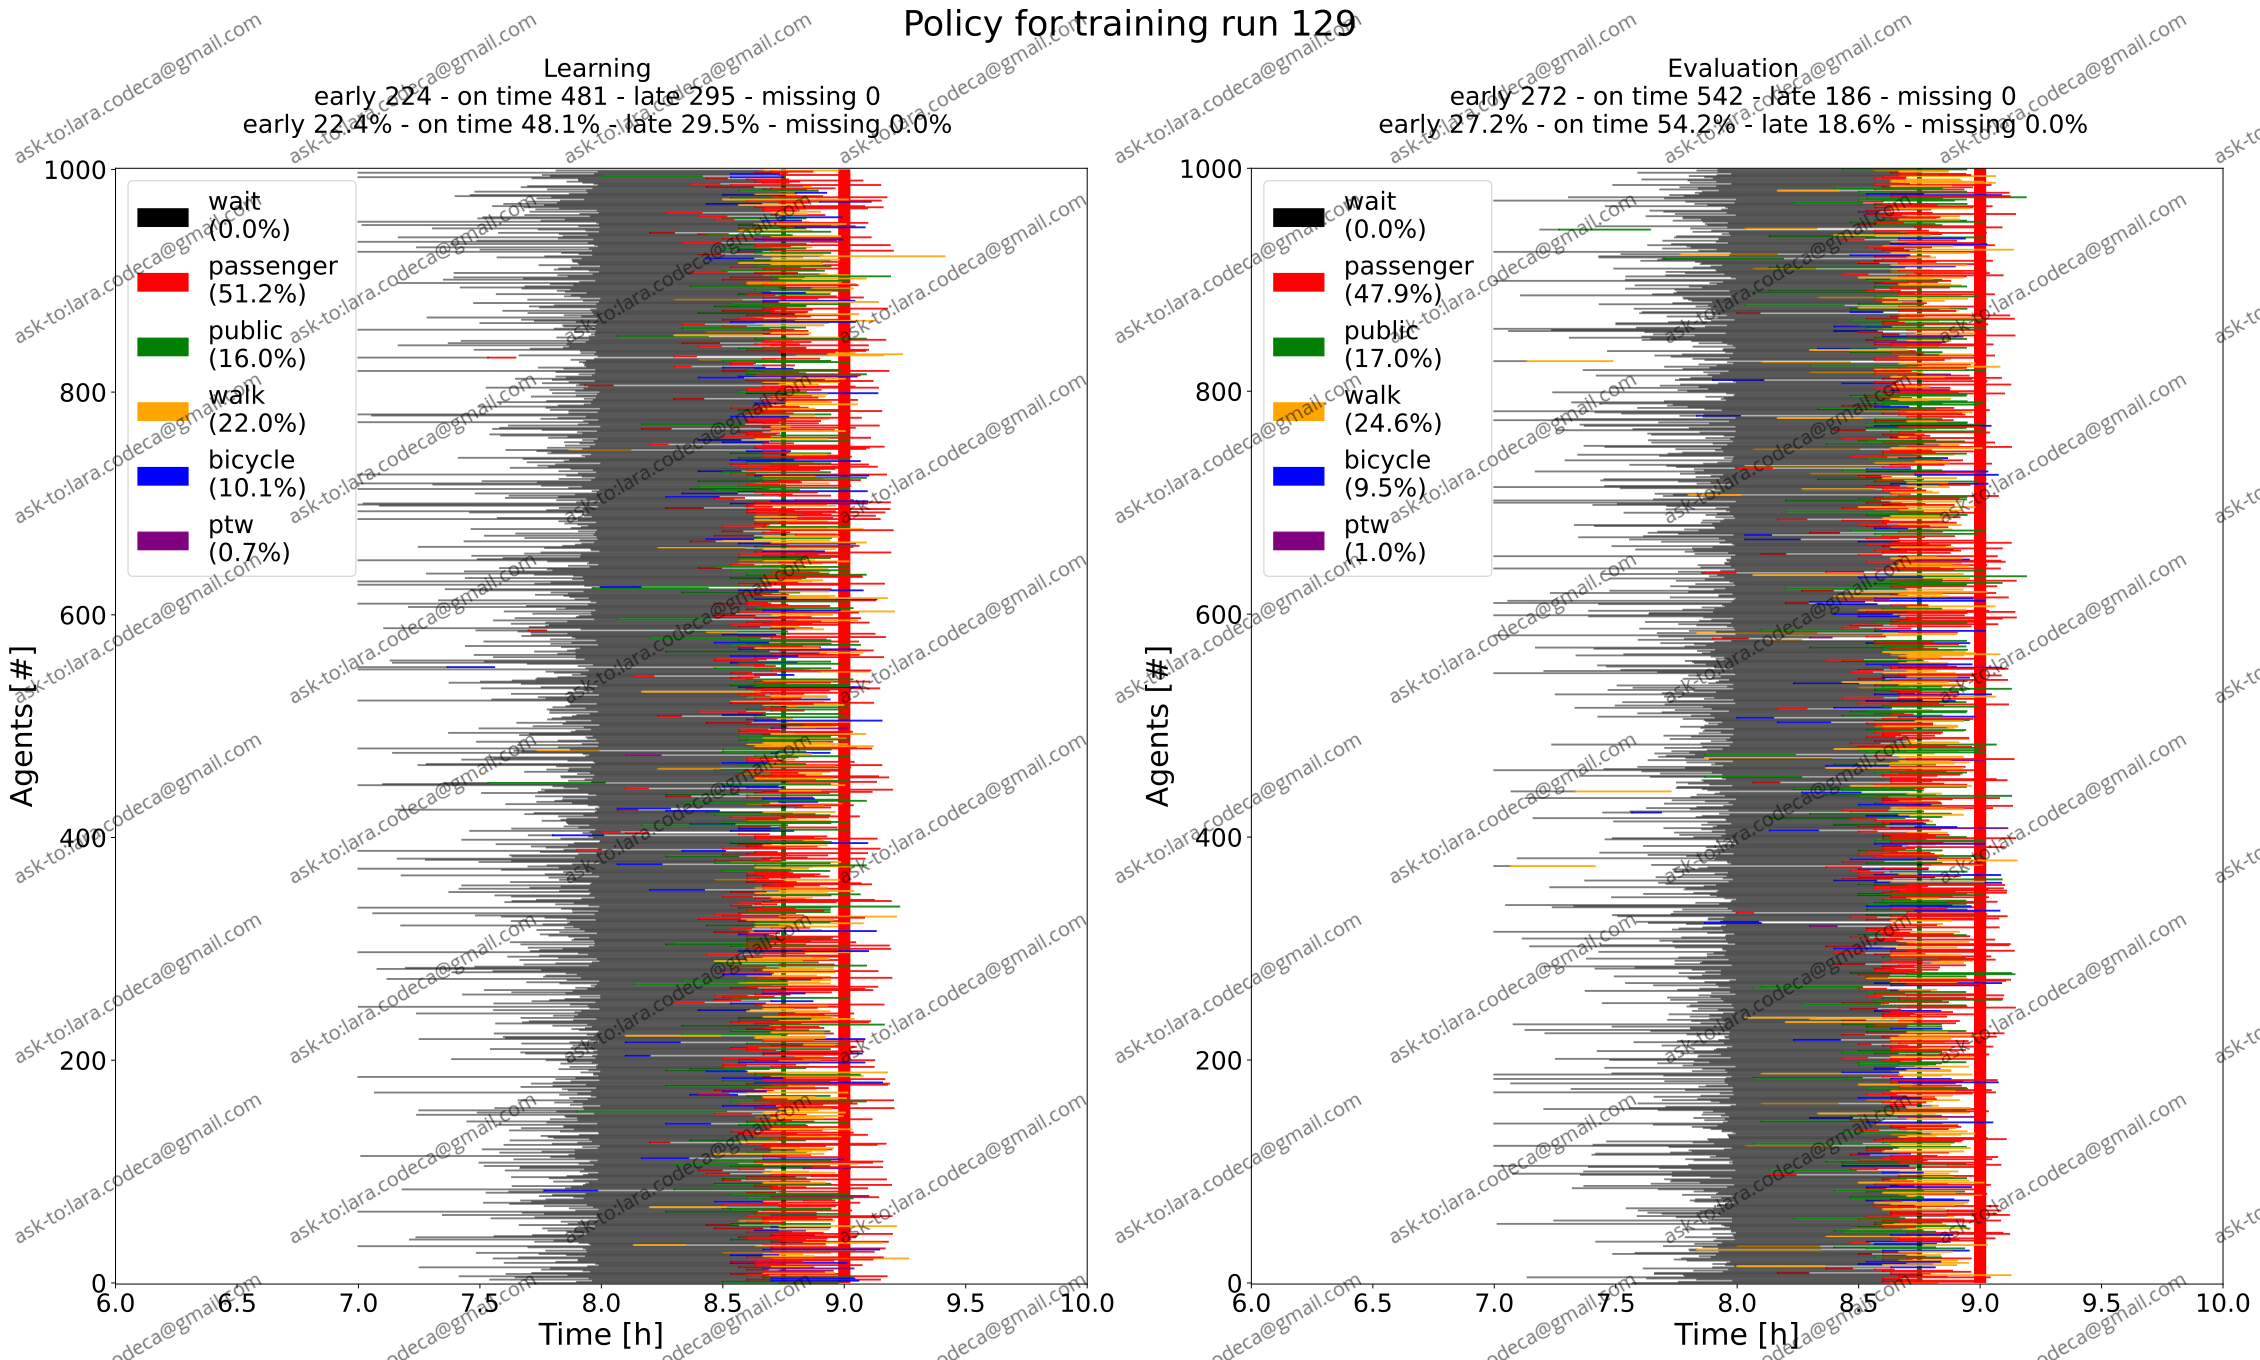 Policy for training run 129
Learning
early 224 - on time 481 - late 295 - missing 0
early 22.4% - on time 48.1% - late 29.5% - missing 0.0%
1000
800
600
400
200
0
Agents [#]
wait
(0.0%)
passenger
(51.2%)
public
(16.0%)
walk
(22.0%)
bicycle
(10.1%)
ptw
(0.7%)
6.0 6.5 7.0 7.5 8.0 8.5 9.0 9.5 10.0
Time [h]
Evaluation
early 272 - on time 542 - late 186 - missing 0
early 27.2% - on time 54.2% - late 18.6% - missing 0.0%
1000
800
600
400
200
0
Agents [#]
wait
(0.0%)
passenger
(47.9%)
public
(17.0%)
walk
(24.6%)
bicycle
(9.5%)
ptw
(1.0%)
6.0 6.5 7.0 7.5 8.0 8.5 9.0 9.5 10.0
Time [h]
ask-to:lara.codeca@gmail.com